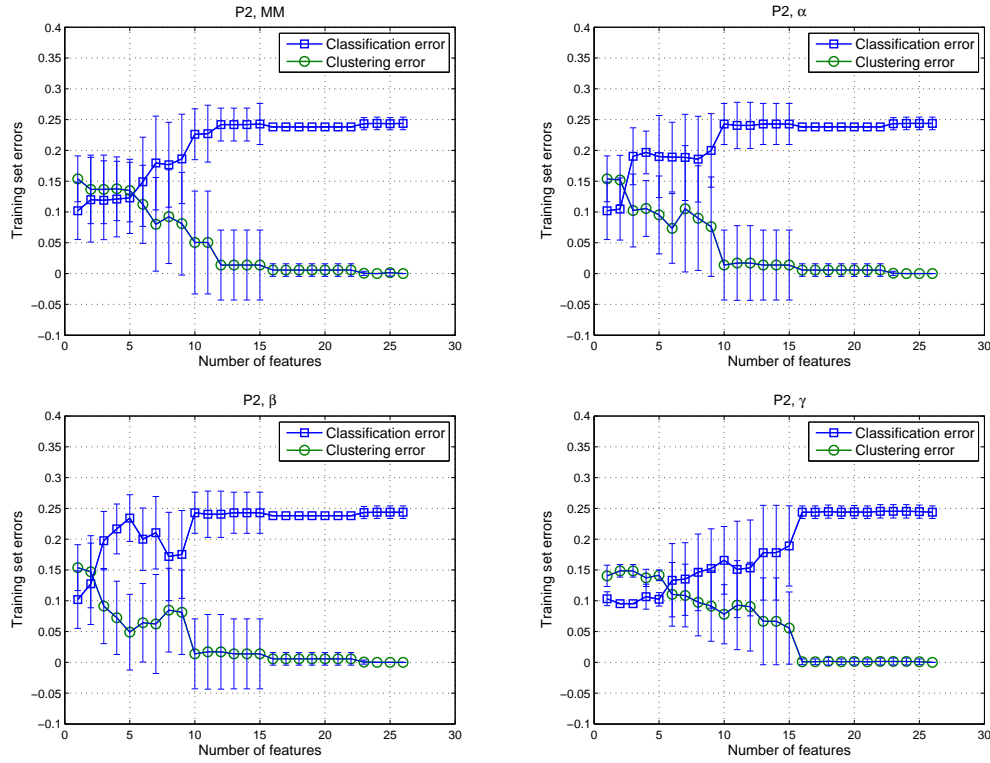 P2, MM
0.4
0.35
0.3
0.25
0.2
0.15
0.1
0.05
0
−0.05
−0.1
Training set errors
Classification error
Clustering error
0 5 10 15 20 25 30
Number of features
P2, α
0.4
0.35
0.3
0.25
0.2
0.15
0.1
0.05
0
−0.05
−0.1
Training set errors
Classification error
Clustering error
0 5 10 15 20 25 30
Number of features
P2, β
0.4
0.35
0.3
0.25
0.2
0.15
0.1
0.05
0
−0.05
−0.1
Training set errors
Classification error
Clustering error
0 5 10 15 20 25 30
Number of features
P2, γ
0.4
0.35
0.3
0.25
0.2
0.15
0.1
0.05
0
−0.05
−0.1
Training set errors
Classification error
Clustering error
0 5 10 15 20 25 30
Number of features